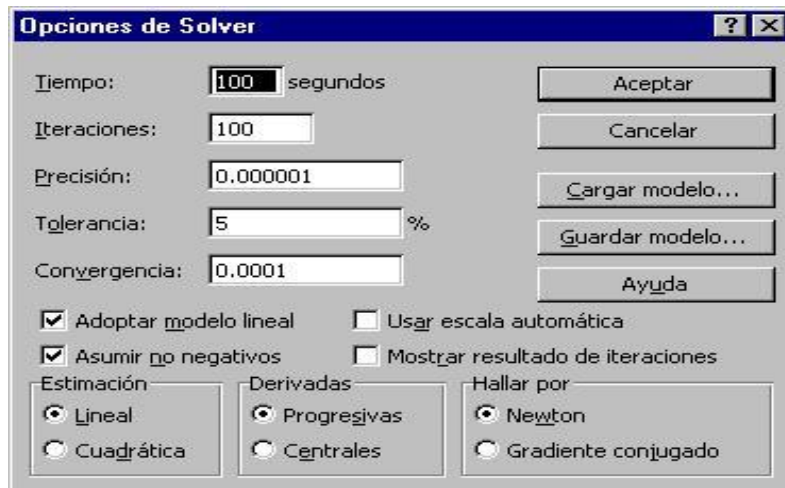 Opciones de Solver
Tiempo: 100 segundos
Aceptar
Iteraciones: 100
Cancelar
Precisión: 0.000001
Cargar modelo...
Tolerancia: 5 %
Guardar modelo...
Convergencia: 0.0001
Ayuda
Adoptar modelo lineal
Usar escala automática
Asumir no negativos
Mostrar resultado de iteraciones
Estimación
Lineal
Cuadrática
Derivadas
Progresivas
Centrales
Hallar por
Newton
Gradiente conjugado